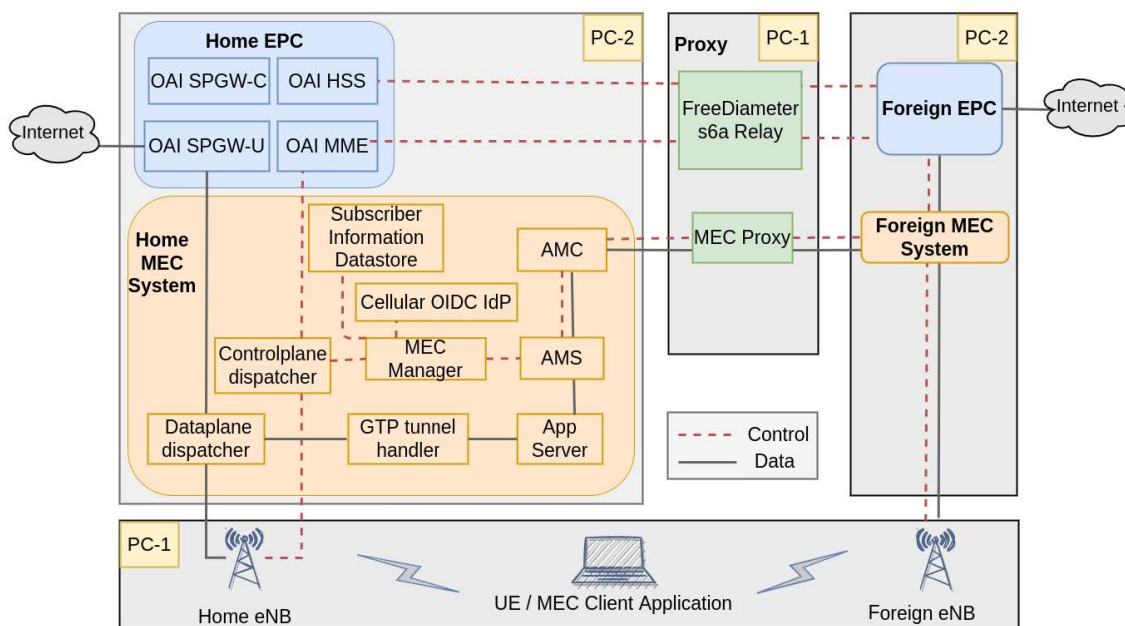 Home EPC
PC-2
OAI SPGW-C
OAI HSS
OAI SPGW-U
OAI MME
Internet
Proxy
PC-1
FreeDiameter
s6a Relay
MEC Proxy
PC-2
Foreign EPC
Internet
Foreign MEC
System
Home
MEC
System
Subscriber
Information
Datastore
AMC
Cellular OIDC IdP
Controlplane
dispatcher
MEC
Manager
AMS
Dataplane
dispatcher
GTP tunnel
handler
App
Server
Control
Data
PC-1
Home eNB
UE / MEC Client Application
Foreign eNB